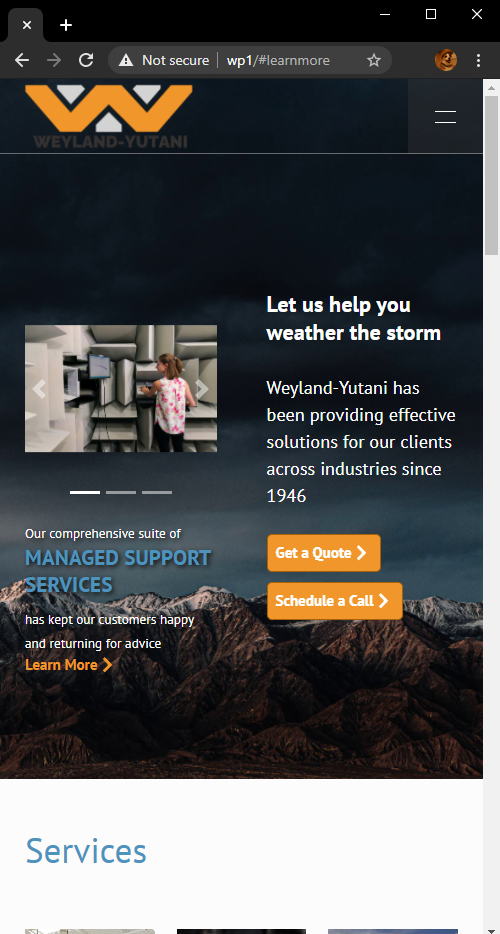 Not secure
wp1/#learnmore
WEYLAND-YUTANI
Let us help you
weather the storm
Weyland-Yutani has
been providing effective
solutions for our clients
across industries since
1946
Get a Quote
Schedule a Call
Our comprehensive suite of
MANAGED SUPPORT
SERVICES
has kept our customers happy
and returning for advice
Learn More
Services